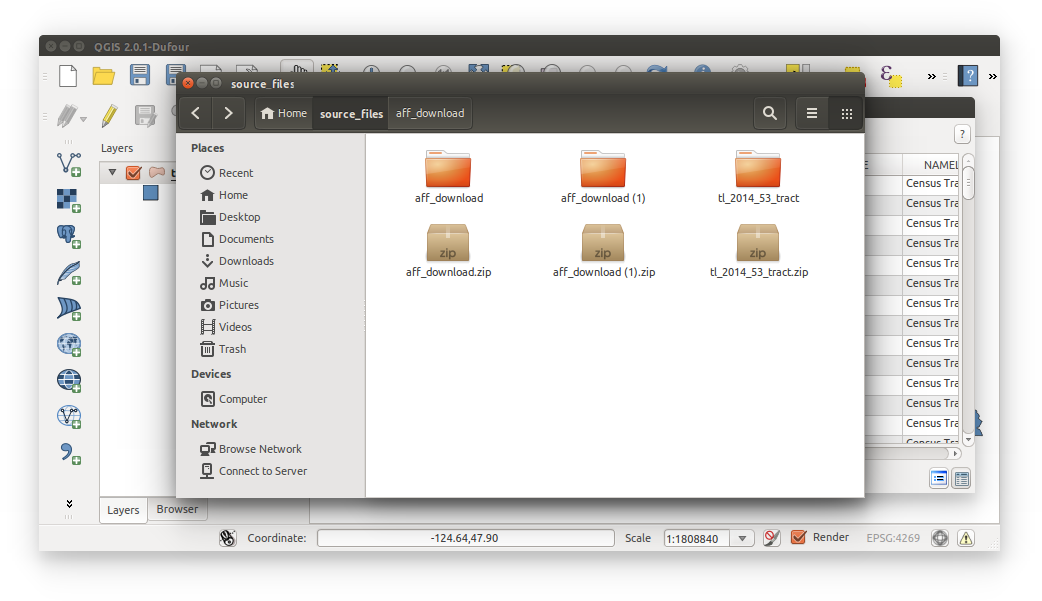 QGIS 2.0.1-Dufour
source_files
Home
source_files
aff_download
Layers
Places
Recent
Home
Desktop
Documents
Downloads
Music
Pictures
Videos
Trash
Devices
Computer
Network
Browse Network
Connect to Server
aff_download
aff_download (1)
tl_2014_53_tract
zip
zip
zip
aff_download.zip
aff_download (1).zip
tl_2014_53_tract.zip
?
?
NAMEL
Census Tra
Census Tra
Census Tra
Census Tra
Census Tra
Census Tra
Census Tra
Census Tra
Census Tra
Census Tra
Census Tra
Census Tra
Census Tra
Census Tra
Layers
Browser
Coordinate:
-124.64,47.90
Scale
1:1808840
Render
EPSG:4269